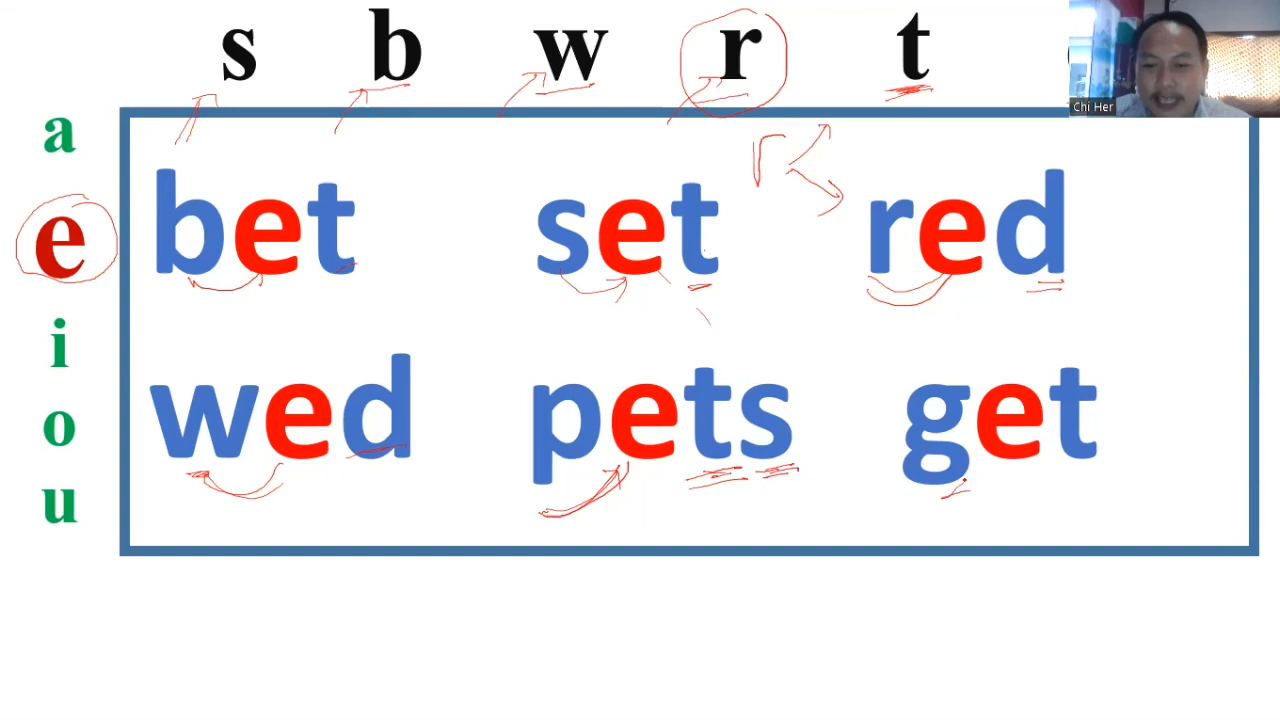 s b w r t
Chi Her
a
e
i
o
u
bet set red
r
wed pets get